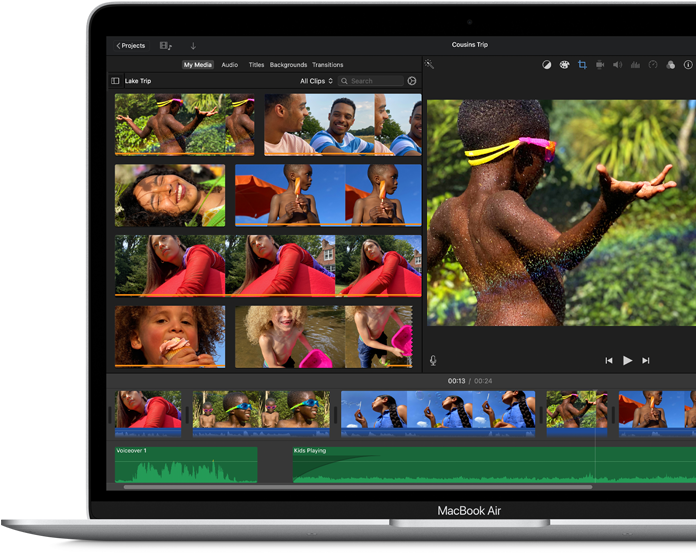 Projects
Cousins Trip
My Media Audio Titles Backgrounds Transitions
Lake Trip All Clips Search
00:13 / 00:24
Voiceover 1 Kids Playing
MacBook Air